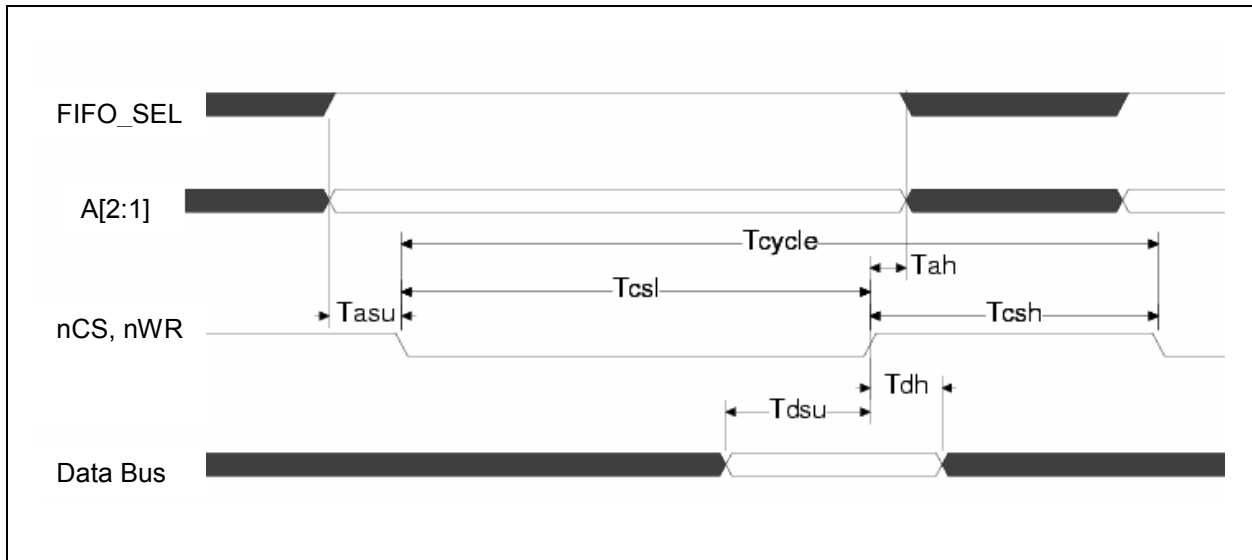 FIFO_SEL
A[2:1]
Tcycle
Tah
Tcsl
Tasu
Tcsh
nCS, nWR
Tdh
Tdsu
Data Bus